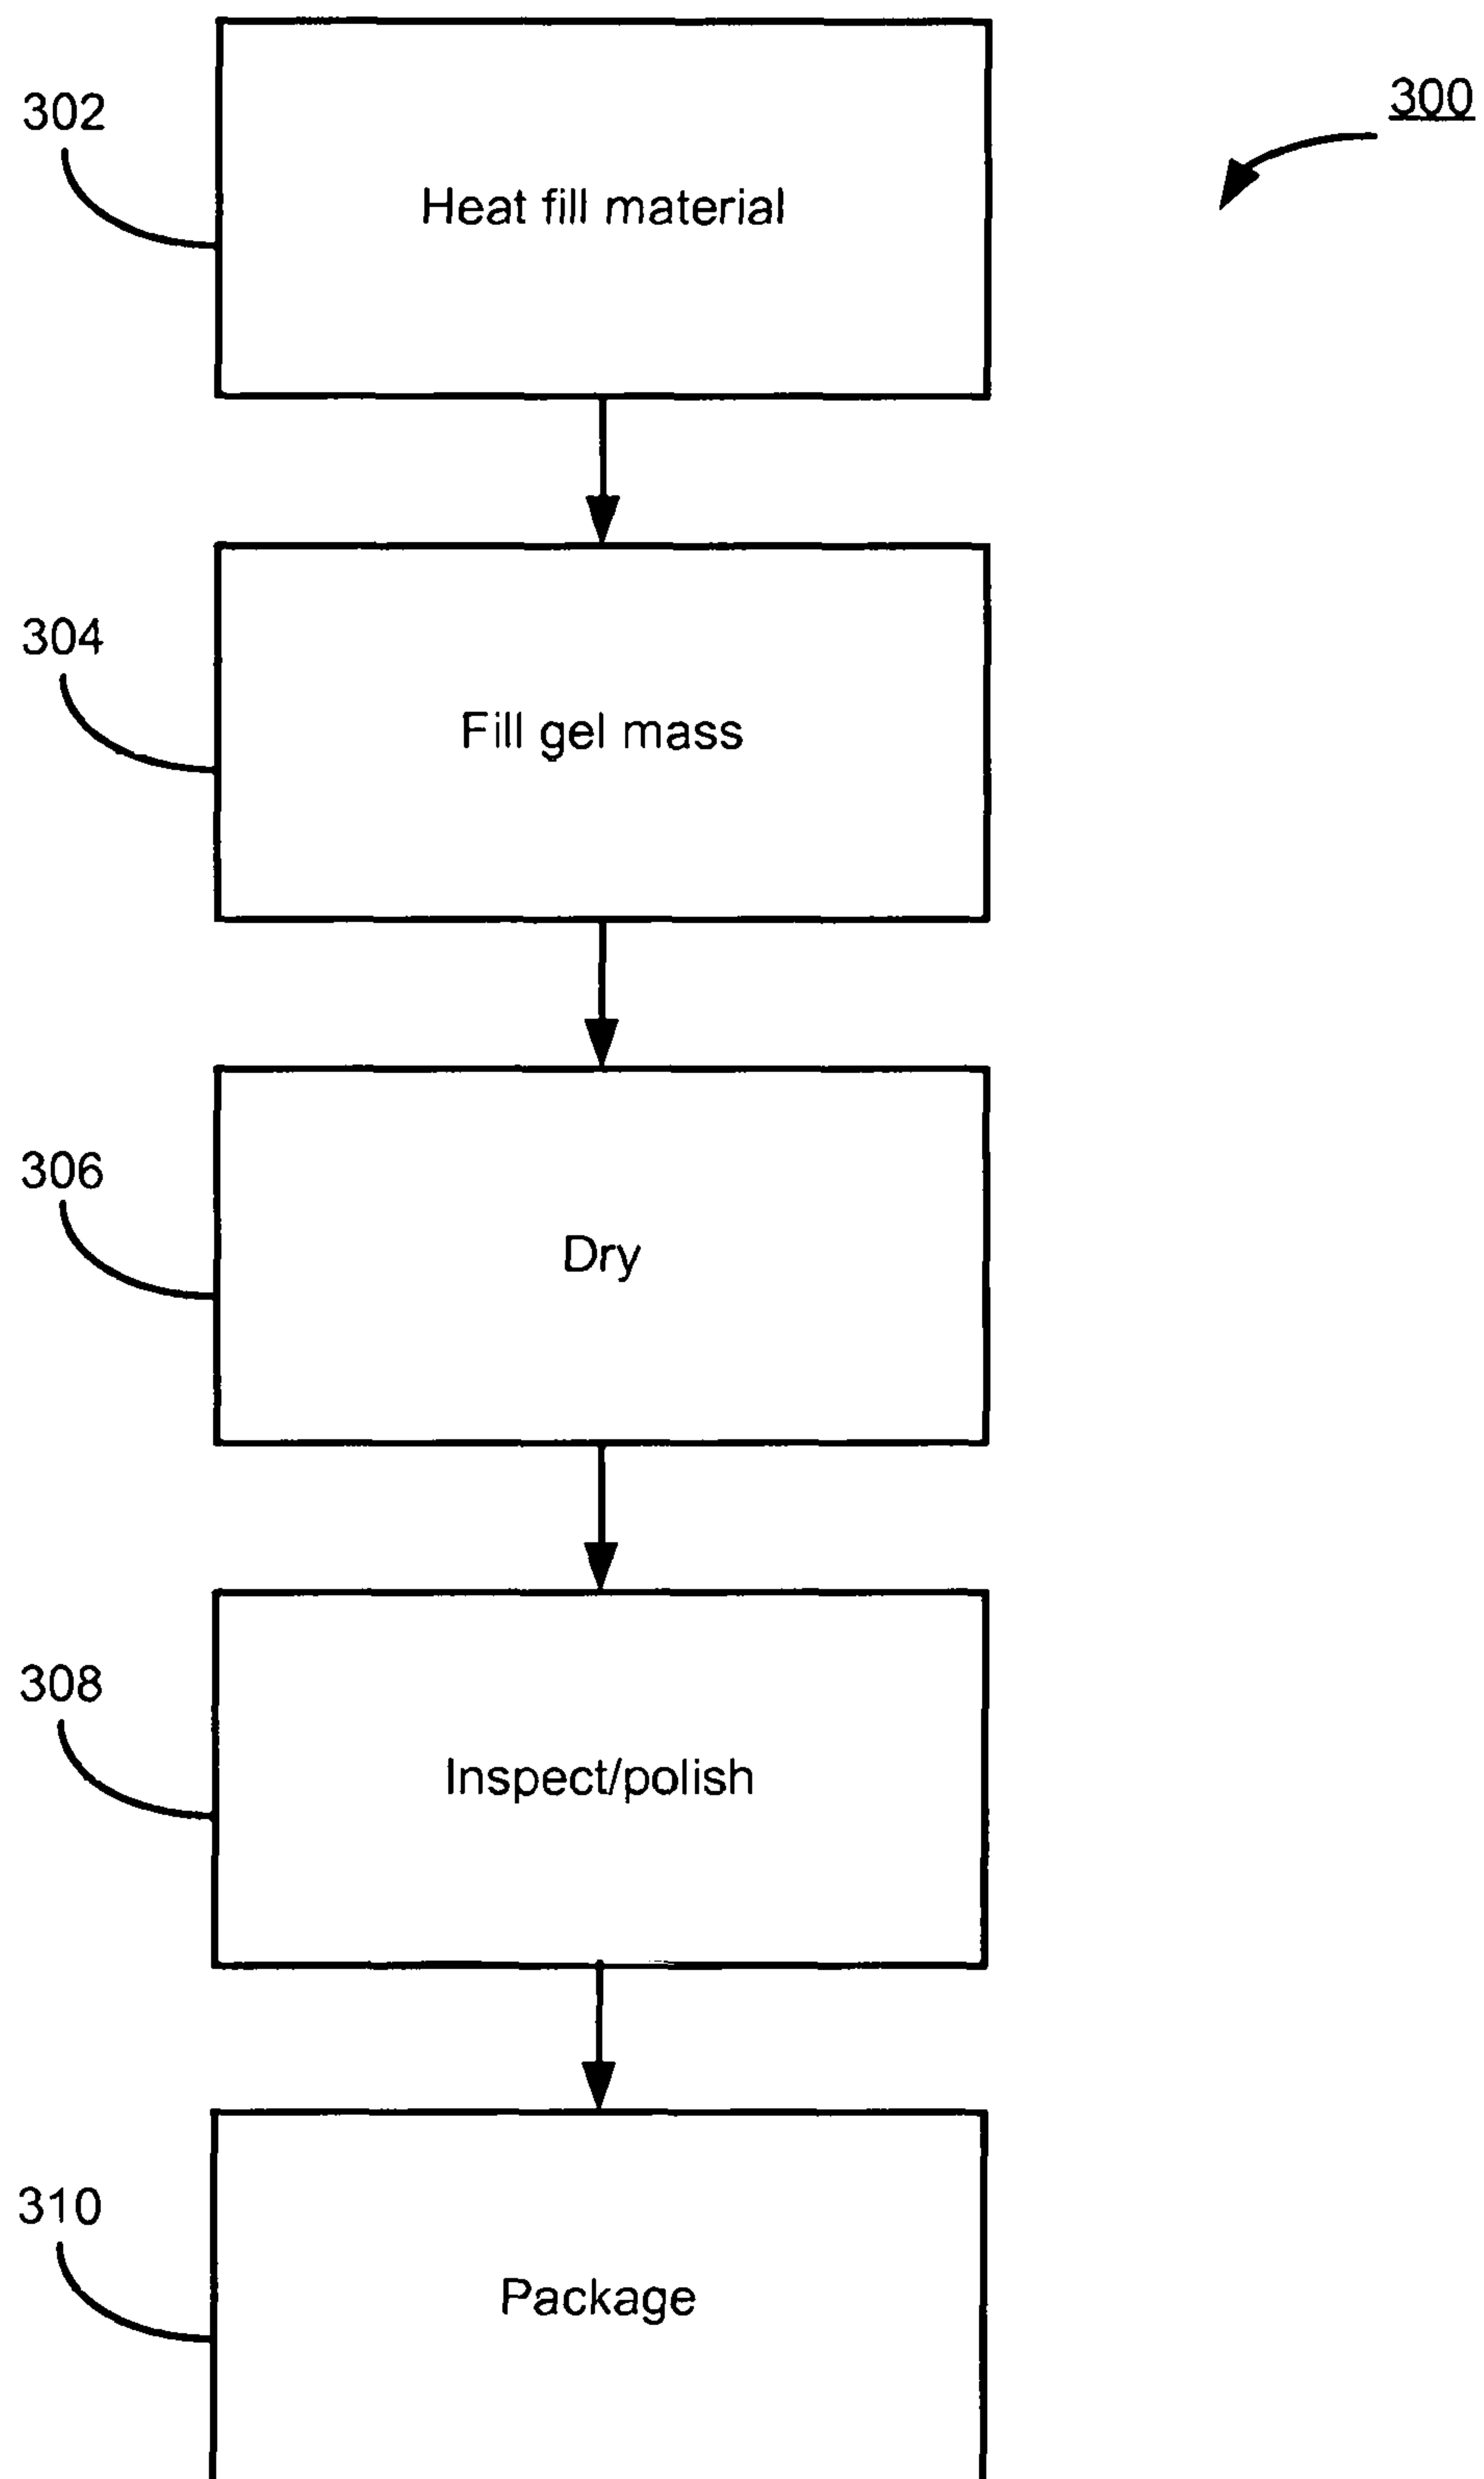 300
302
Heat fill material
304
Fill gel mass
306
Dry
308
Inspect/polish
310
Package